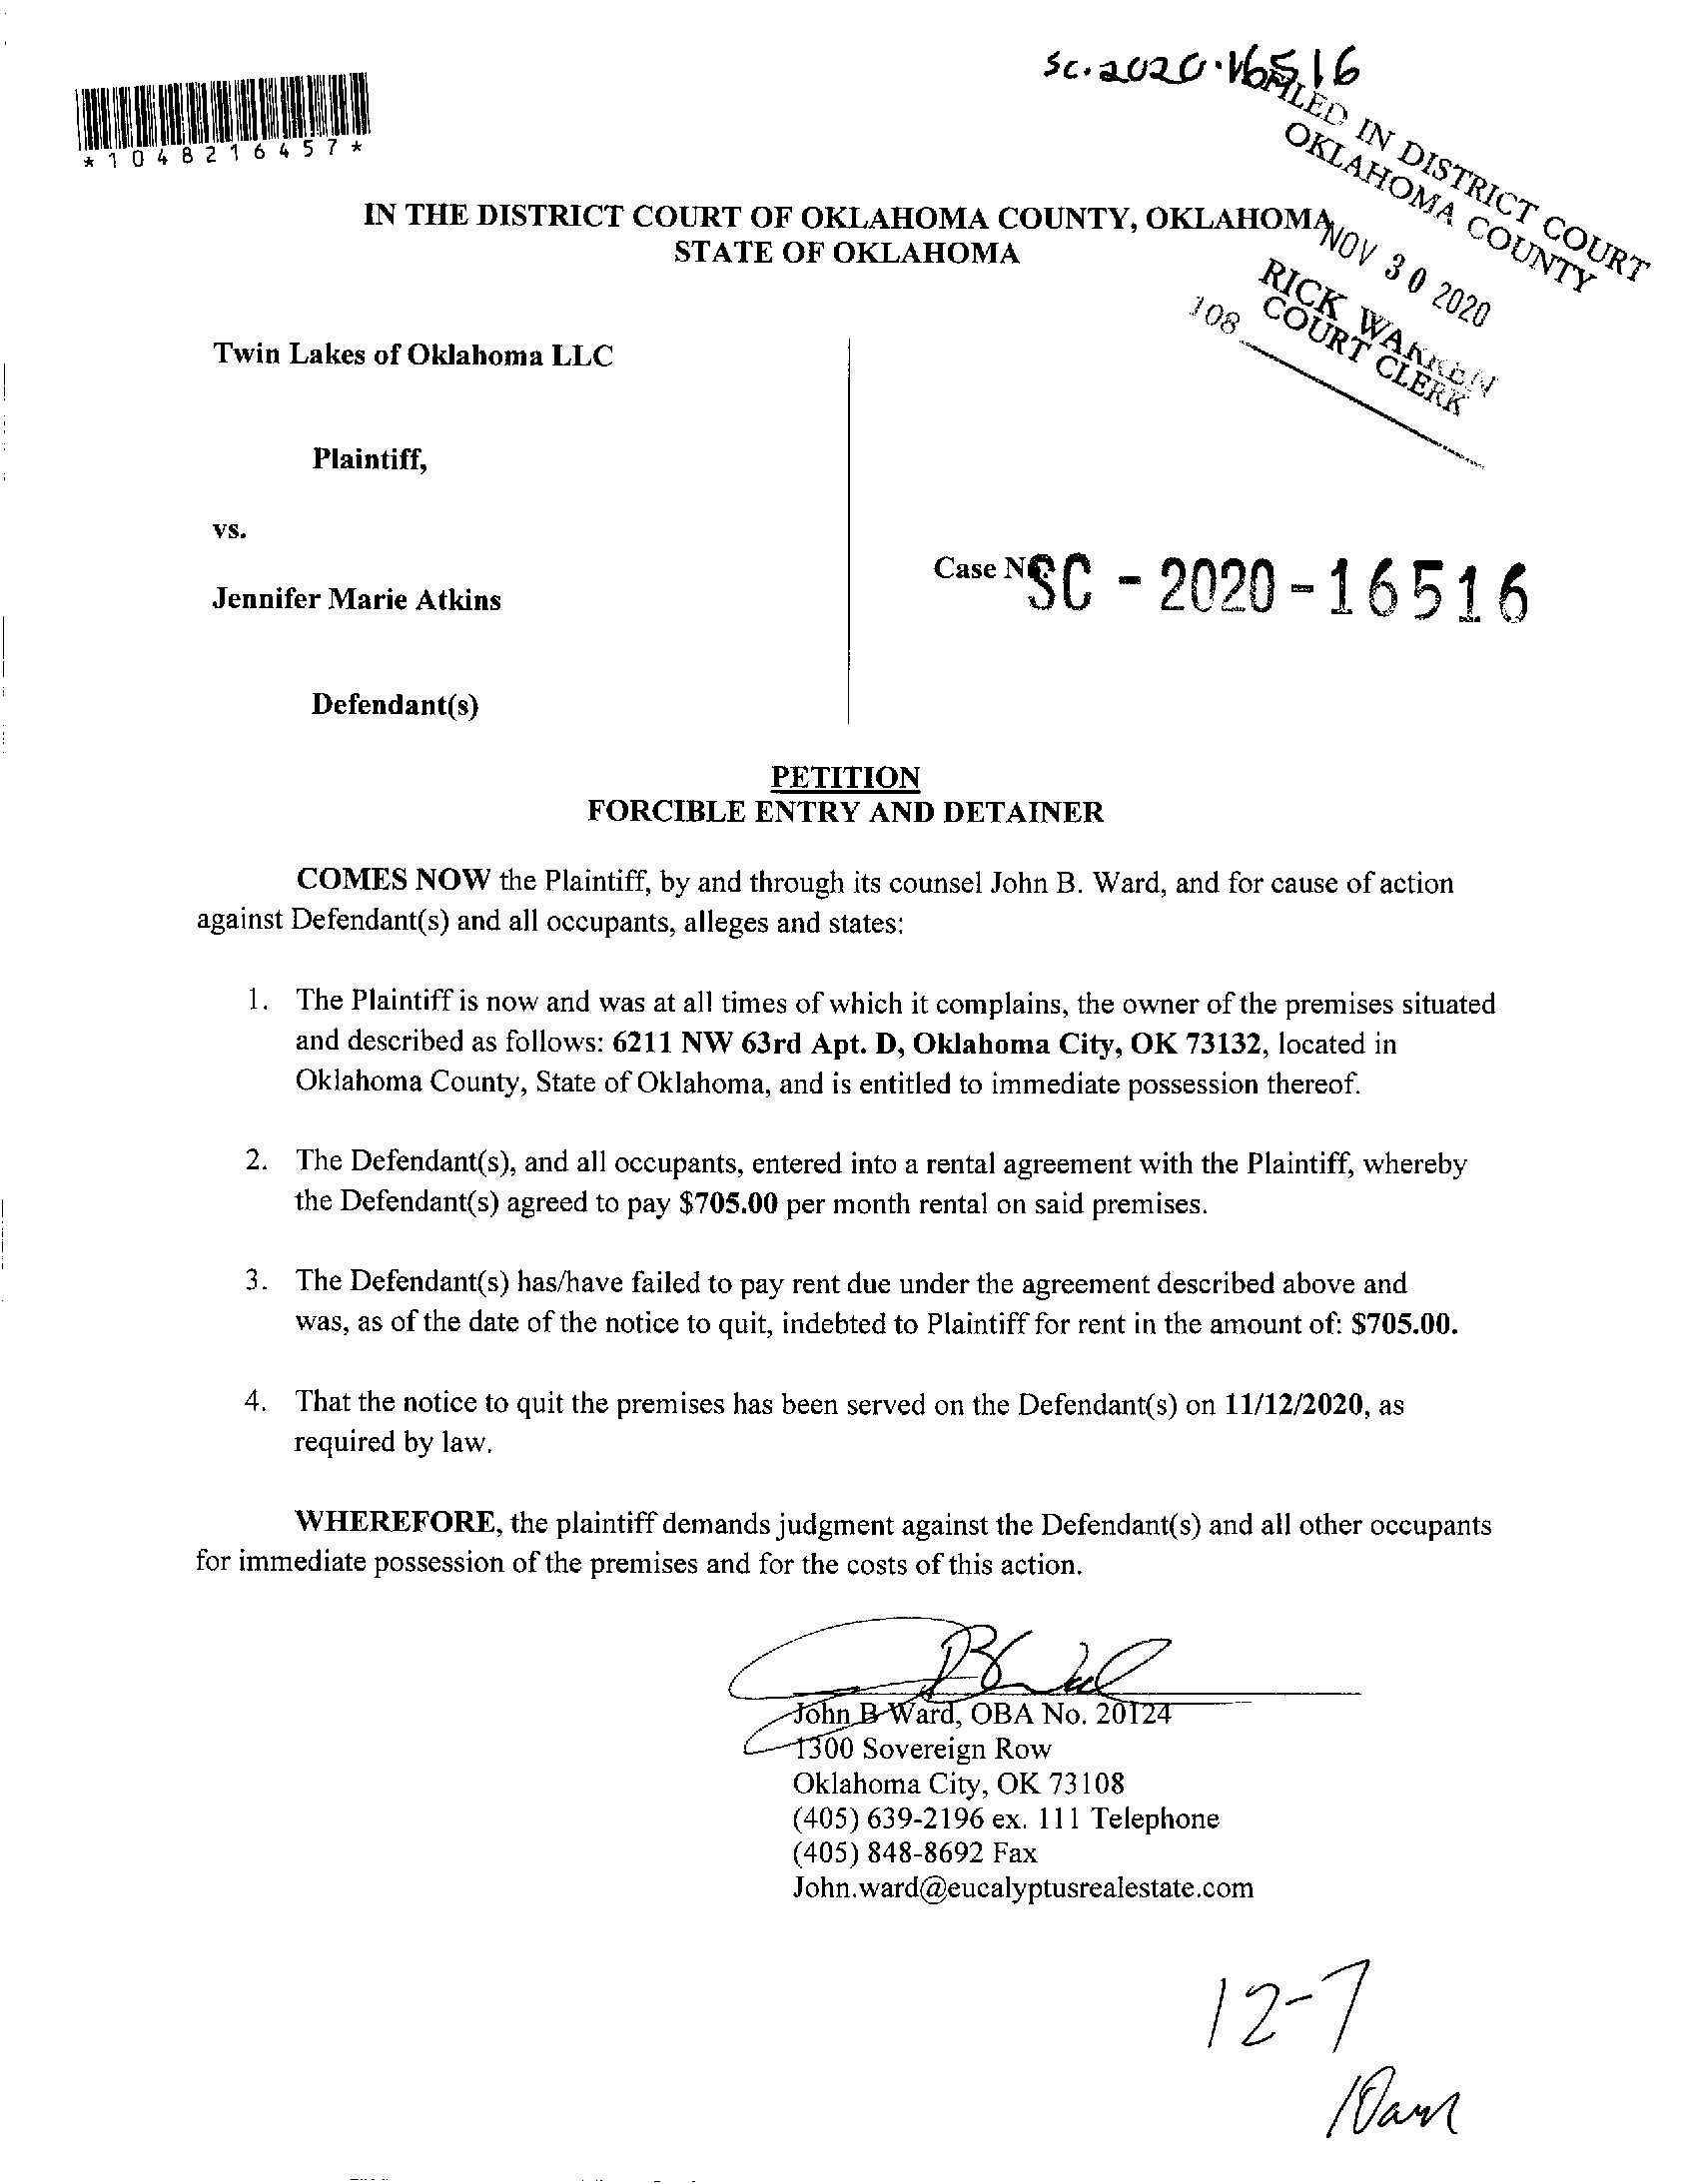 sc.2020.16516
*1048216457*
FILED IN DISTRICT COURT
OKLAHOMA COUNTY
NOV 30 2020
RICK WARREN
COURT CLERK
108
IN THE DISTRICT COURT OF OKLAHOMA COUNTY, OKLAHOMA
STATE OF OKLAHOMA
Twin Lakes of Oklahoma LLC
Plaintiff,
vs.
Jennifer Marie Atkins
Defendant(s)
Case No. SC - 2020 - 16516
PETITION
FORCIBLE ENTRY AND DETAINER
COMES NOW the Plaintiff, by and through its counsel John B. Ward, and for cause of action
against Defendant(s) and all occupants, alleges and states:
1. The Plaintiff is now and was at all times of which it complains, the owner of the premises situated
and described as follows: 6211 NW 63rd Apt. D, Oklahoma City, OK 73132, located in
Oklahoma County, State of Oklahoma, and is entitled to immediate possession thereof.
2. The Defendant(s), and all occupants, entered into a rental agreement with the Plaintiff, whereby
the Defendant(s) agreed to pay $705.00 per month rental on said premises.
3. The Defendant(s) has/have failed to pay rent due under the agreement described above and
was, as of the date of the notice to quit, indebted to Plaintiff for rent in the amount of: $705.00.
4. That the notice to quit the premises has been served on the Defendant(s) on 11/12/2020, as
required by law.
WHEREFORE, the plaintiff demands judgment against the Defendant(s) and all other occupants
for immediate possession of the premises and for the costs of this action.
John B Ward, OBA No. 20124
1300 Sovereign Row
Oklahoma City, OK 73108
(405) 639-2196 ex. 111 Telephone
(405) 848-8692 Fax
John.ward@eucalyptusrealestate.com
12-7
10am